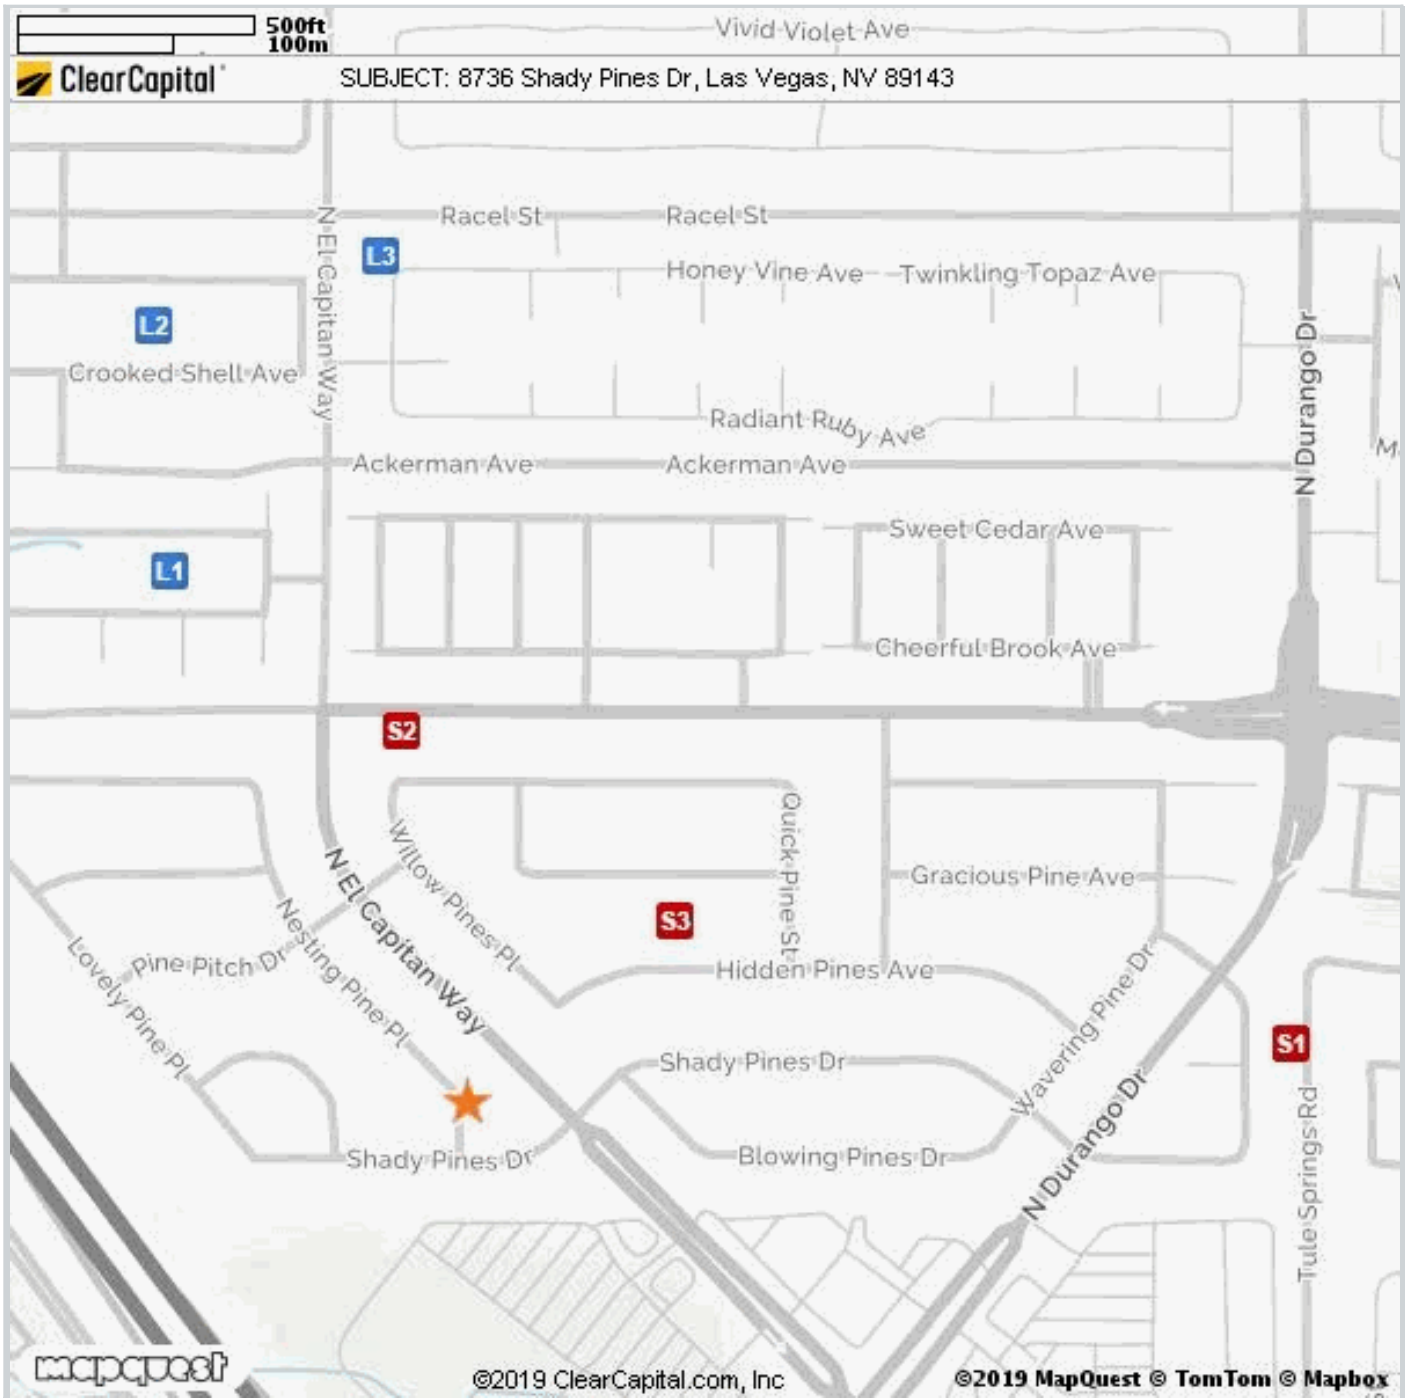 500ft
100m
Vivid Violet Ave
ClearCapital
SUBJECT: 8736 Shady Pines Dr, Las Vegas, NV 89143
N El Capitan Way
Racel St
Racel St
L3
Honey Vine Ave
Twinkling Topaz Ave
L2
Crooked Shell Ave
N Durango Dr
Radiant Ruby Ave
Ackerman Ave
Ackerman Ave
Sweet Cedar Ave
L1
Cheerful Brook Ave
S2
Quick Pine St
Willow Pines Pl
N El Capitan Way
Gracious Pine Ave
Nesting Pine Pl
S3
Lovely Pine Pl
Pine Pitch Dr
Hidden Pines Ave
Wavering Pine Dr
S1
Shady Pines Dr
N Durango Dr
Tule Springs Rd
Shady Pines Dr
Blowing Pines Dr
mapquest
©2019 ClearCapital.com, Inc
©2019 MapQuest © TomTom © Mapbox